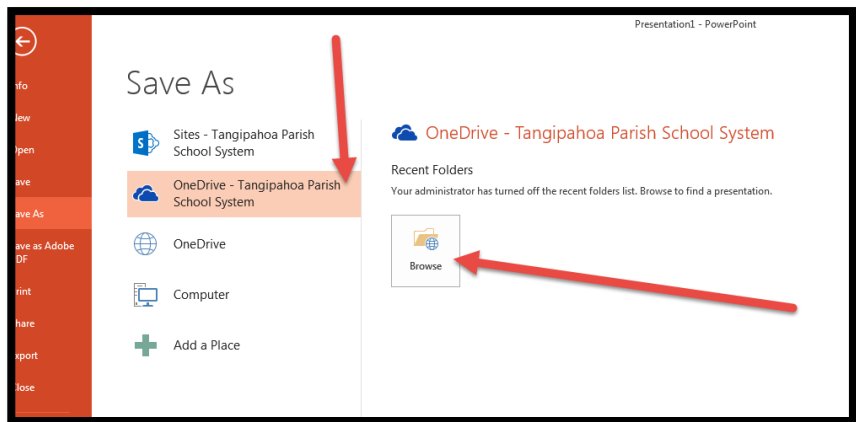 Presentation1 - PowerPoint
nfo
New
Open
ave
ave As
ave as Adobe
DF
rint
hare
xport
lose
Save As
S
Sites - Tangipahoa Parish
School System
OneDrive - Tangipahoa Parish
School System
OneDrive
Computer
Add a Place
OneDrive - Tangipahoa Parish School System
Recent Folders
Your administrator has turned off the recent folders list. Browse to find a presentation.
Browse